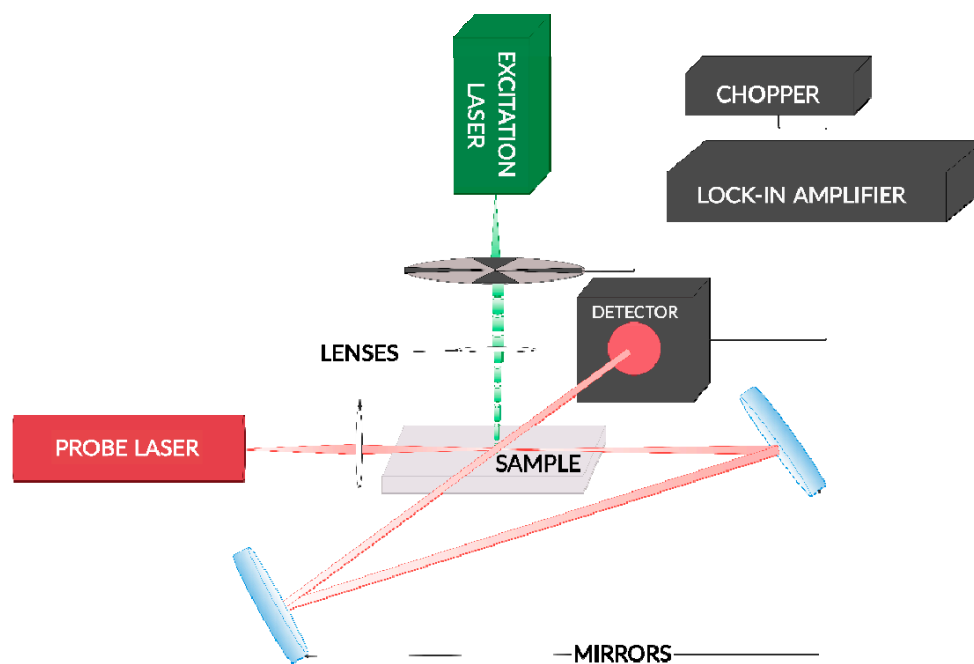 EXCITATION
LASER
CHOPPER
LOCK-IN AMPLIFIER
DETECTOR
LENSES
PROBE LASER
SAMPLE
MIRRORS